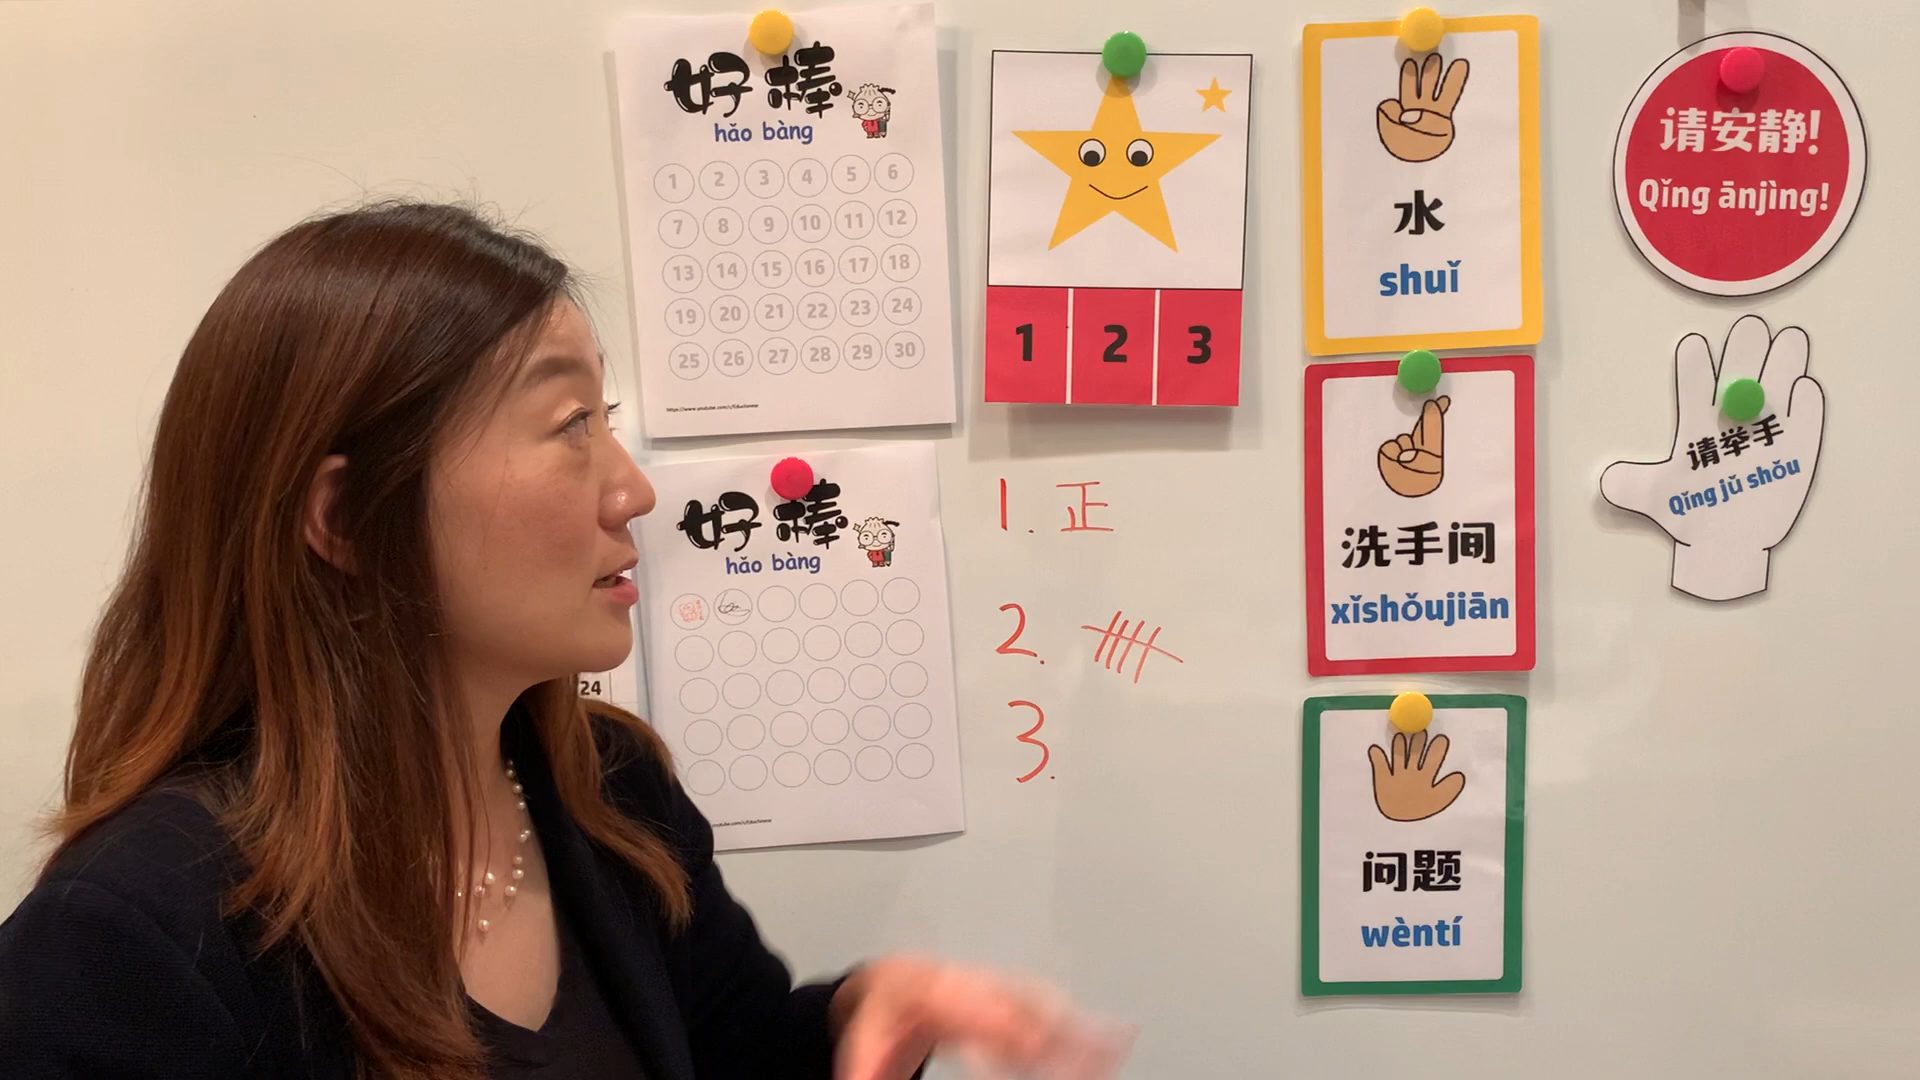 好棒
hǎo bàng
1 2 3 4 5 6
7 8 9 10 11 12
13 14 15 16 17 18
19 20 21 22 23 24
25 26 27 28 29 30
好棒
hǎo bàng
24
1 2 3
1. 正
2.
3.
水
shuǐ
洗手间
xǐshǒujiān
问题
wèntí
请安静!
Qǐng ānjìng!
请举手
Qǐng jǔ shǒu